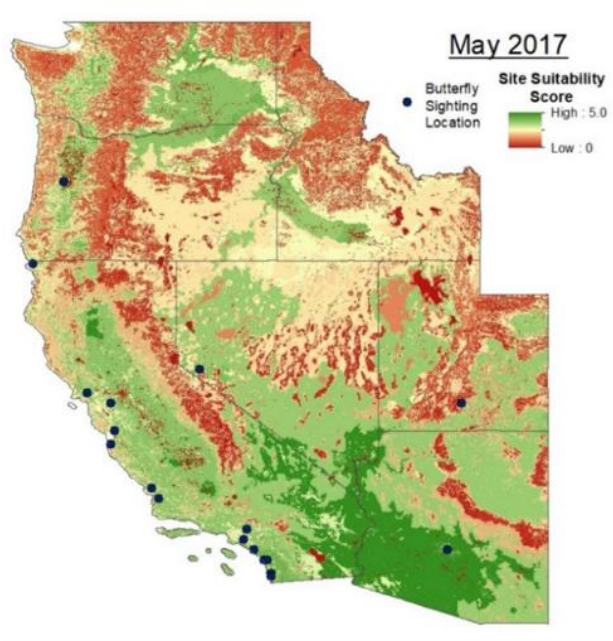 May 2017
Butterfly
Sighting
Location
Site Suitability
Score
High : 5.0
Low : 0